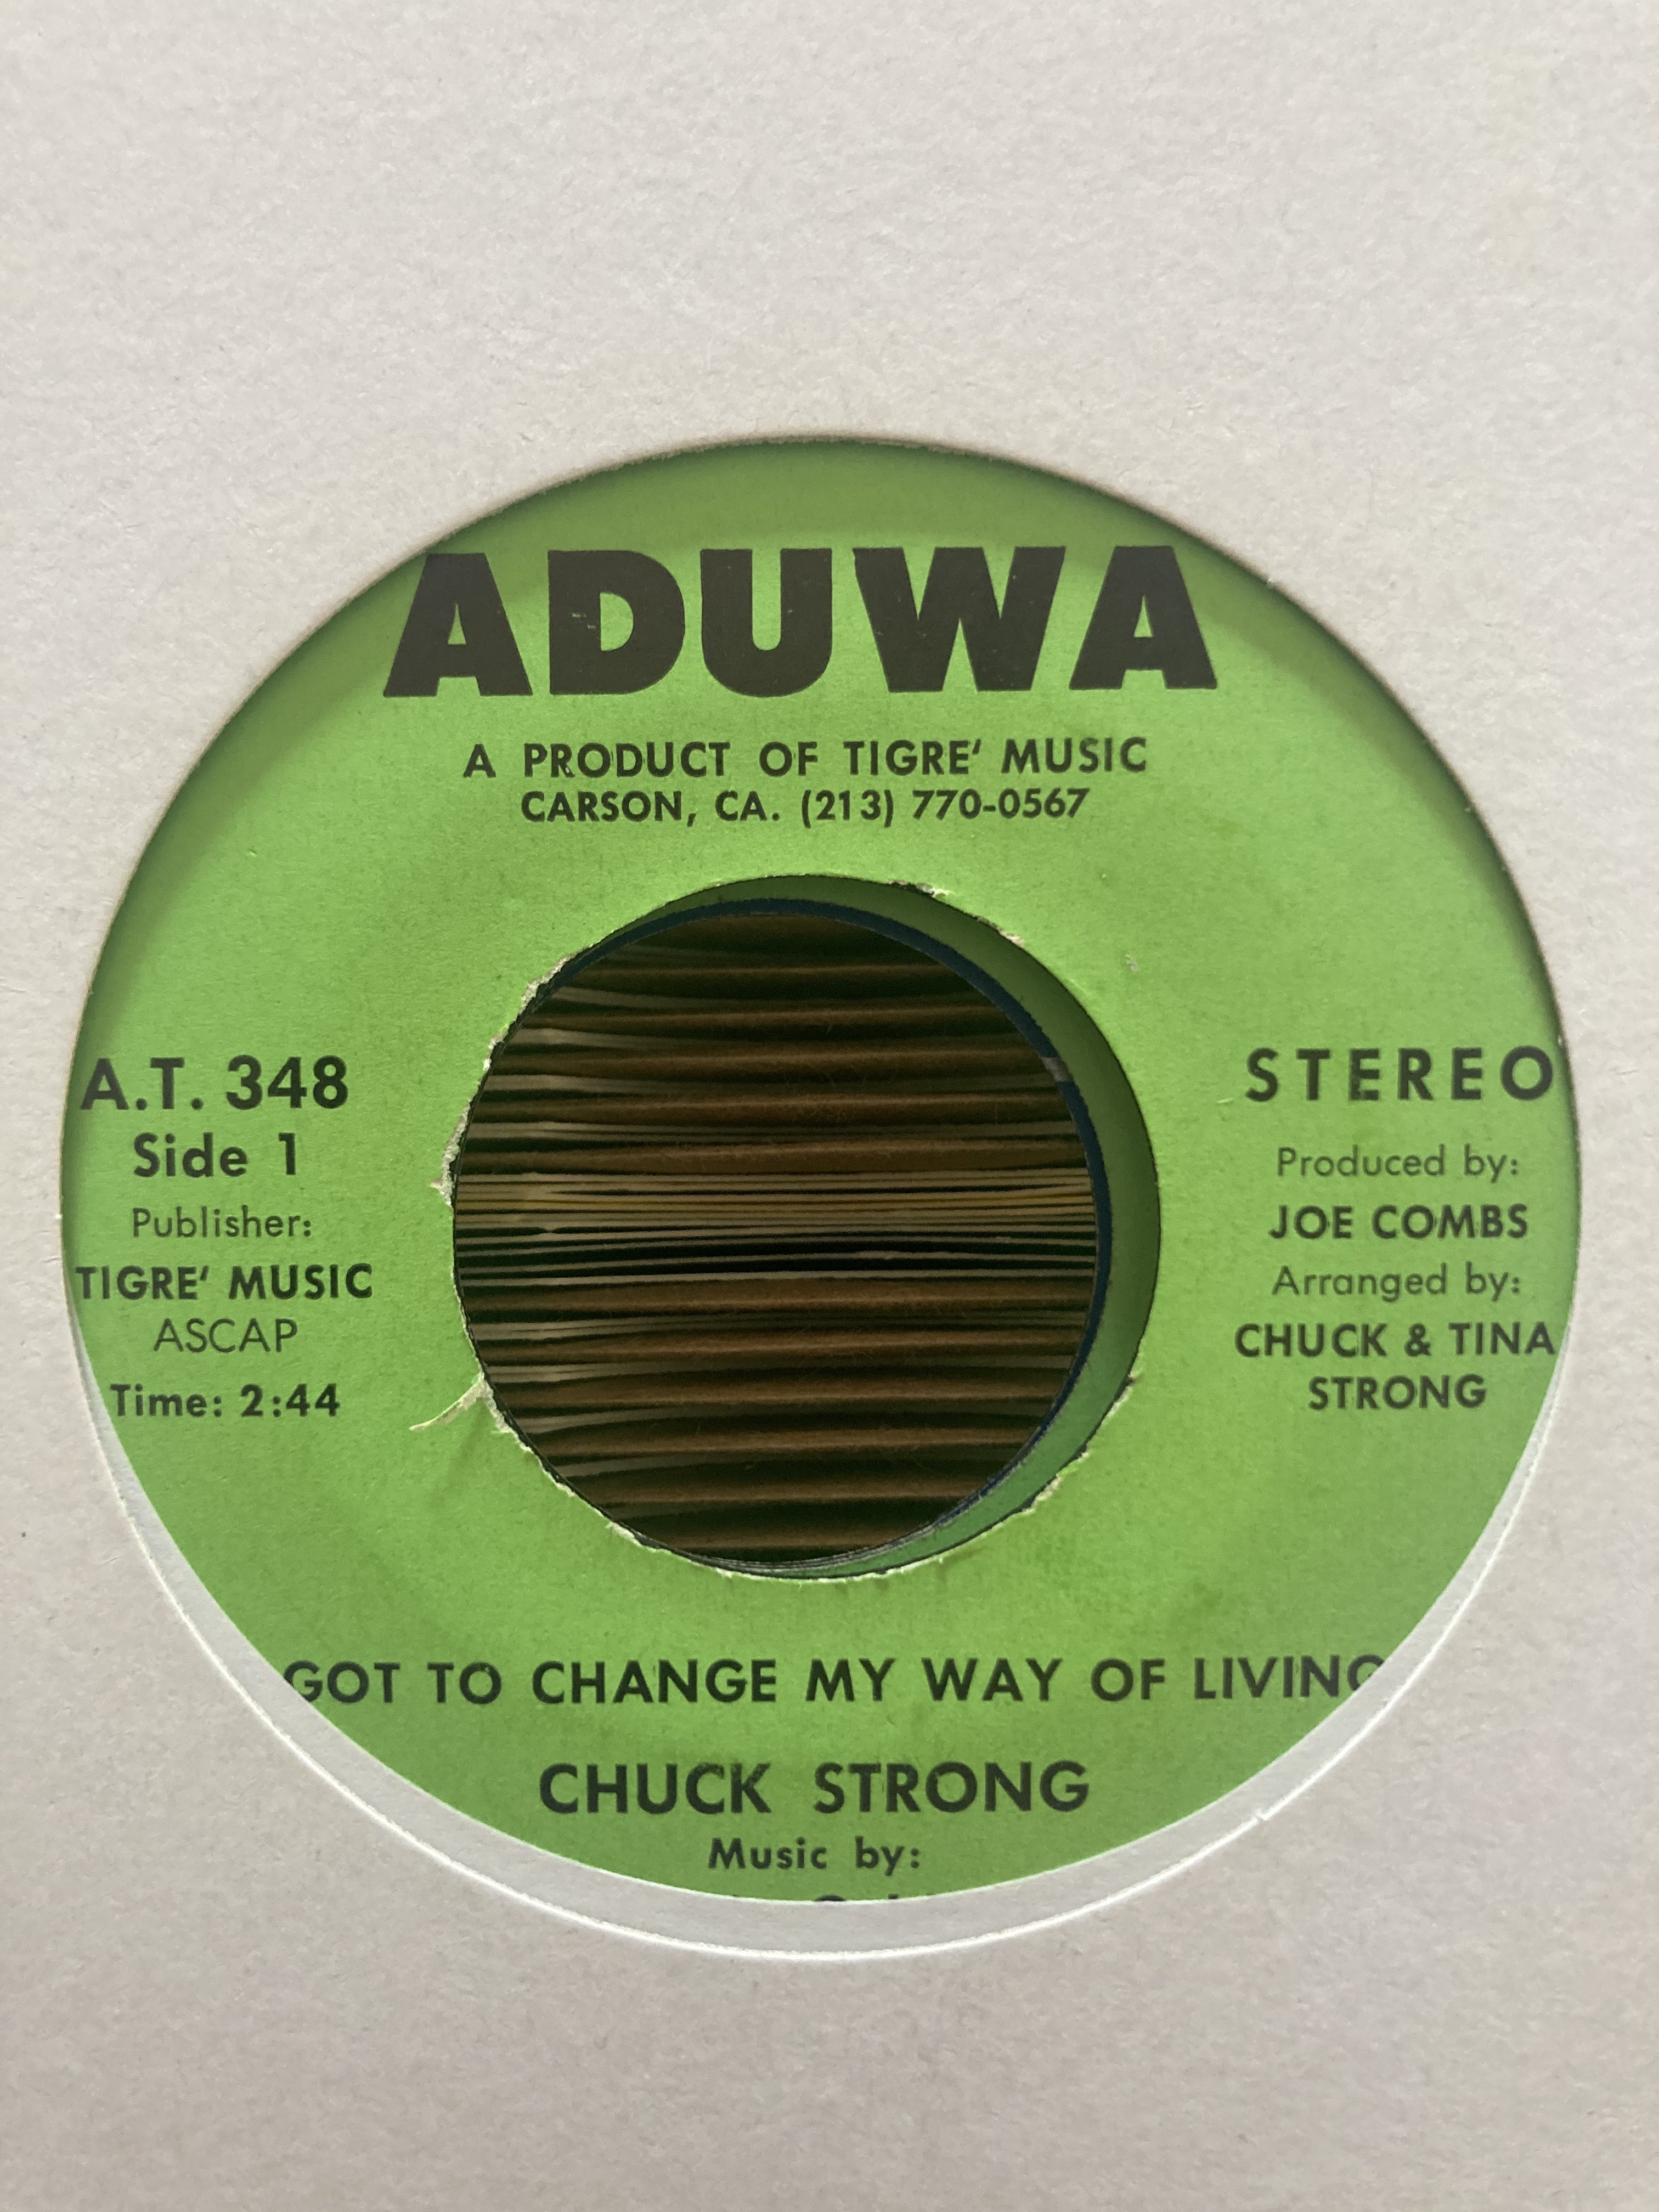 ADUWA
A PRODUCT OF TIGRE' MUSIC
CARSON, CA. (213) 770-0567
A.T. 348
Side 1
Publisher:
TIGRE' MUSIC
ASCAP
Time: 2:44
STEREO
Produced by:
JOE COMBS
Arranged by:
CHUCK & TINA
STRONG
GOT TO CHANGE MY WAY OF LIVING
CHUCK STRONG
Music by: